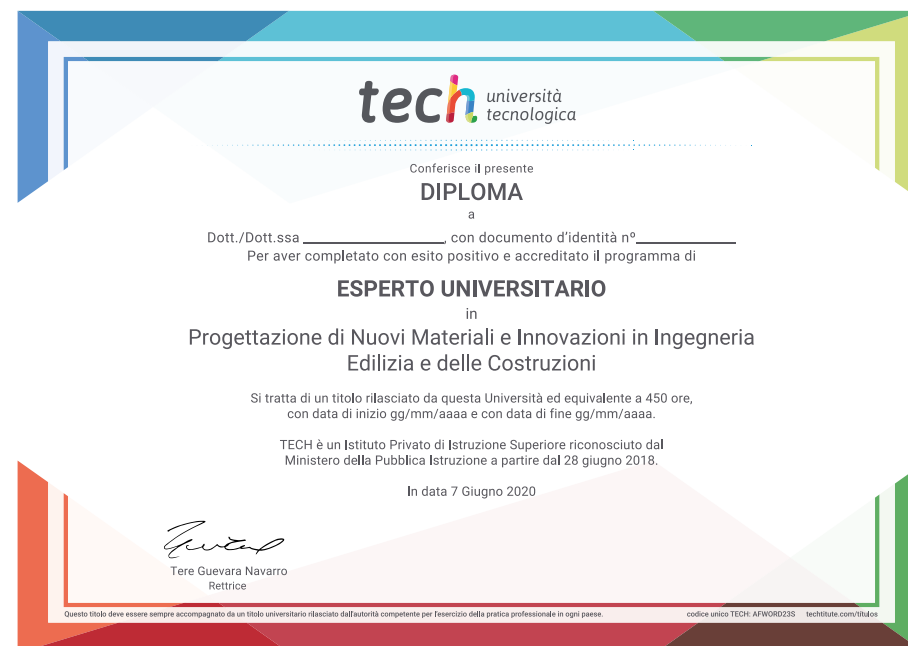 tech università
tecnologica
Conferisce il presente
DIPLOMA
a
Dott./Dott.ssa ____________________, con documento d'identità nº______________
Per aver completato con esito positivo e accreditato il programma di
ESPERTO UNIVERSITARIO
in
Progettazione di Nuovi Materiali e Innovazioni in Ingegneria
Edilizia e delle Costruzioni
Si tratta di un titolo rilasciato da questa Università ed equivalente a 450 ore,
con data di inizio gg/mm/aaaa e con data di fine gg/mm/aaaa.
TECH è un Istituto Privato di Istruzione Superiore riconosciuto dal
Ministero della Pubblica Istruzione a partire dal 28 giugno 2018.
In data 7 Giugno 2020
Tere Guevara Navarro
Rettrice
Questo titolo deve essere sempre accompagnato da un titolo universitario rilasciato dall'autorità competente per l'esercizio della pratica professionale in ogni paese. codice unico TECH: AFWORD23S techtitute.com/titulos